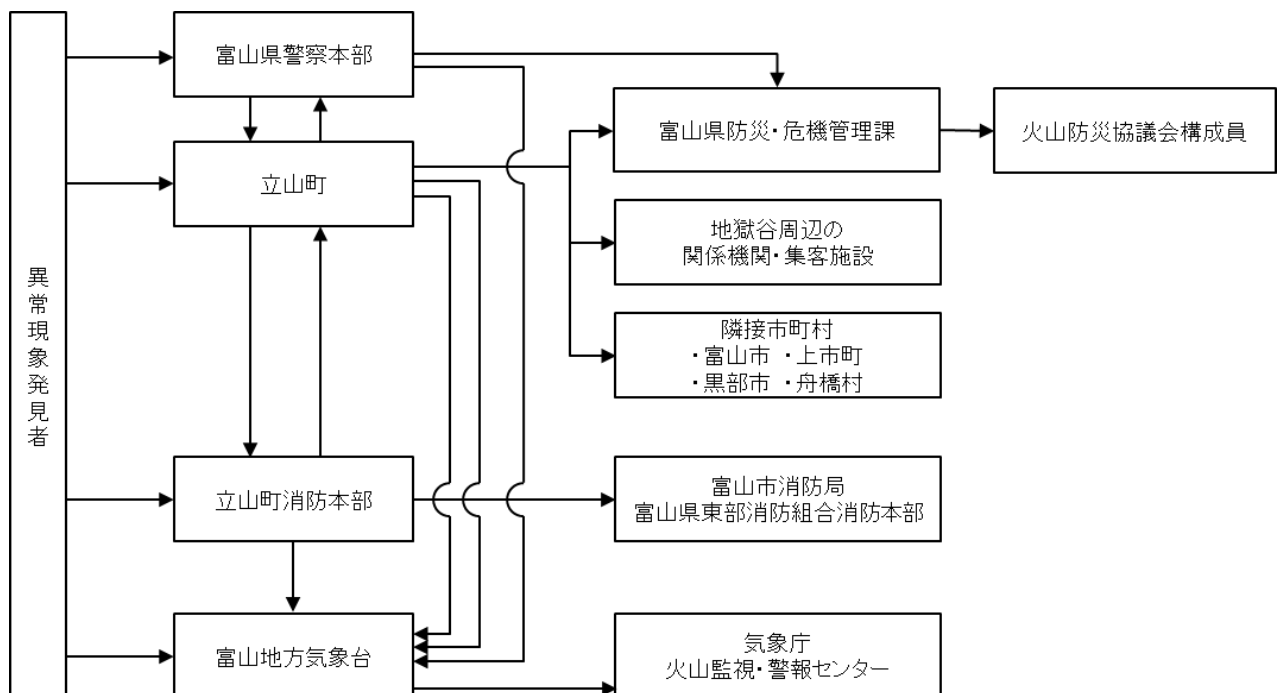 異常現象発見者
富山県警察本部
立山町
立山町消防本部
富山地方気象台
富山県防災・危機管理課
火山防災協議会構成員
地獄谷周辺の
関係機関・集客施設
隣接市町村
・富山市 ・上市町
・黒部市 ・舟橋村
富山市消防局
富山県東部消防組合消防本部
気象庁
火山監視・警報センター